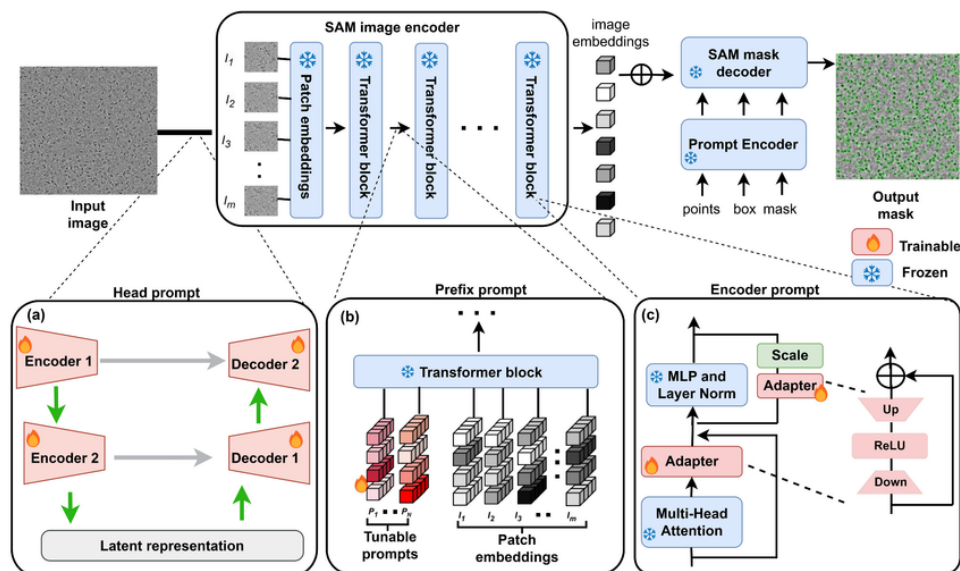 SAM image encoder
image
embeddings
I1
I2
I3
Im
Patch embeddings
Transformer block
Transformer block
Transformer block
SAM mask
decoder
Prompt Encoder
points box mask
Input
image
Output
mask
Trainable
Frozen
Head prompt
(a)
Encoder 1
Decoder 2
Encoder 2
Decoder 1
Latent representation
Prefix prompt
(b)
Transformer block
P1 PN I1 I2 I3 Im
Tunable
prompts
Patch
embeddings
Encoder prompt
(c)
Scale
MLP and
Layer Norm
Adapter
Adapter
Multi-Head
Attention
Up
ReLU
Down